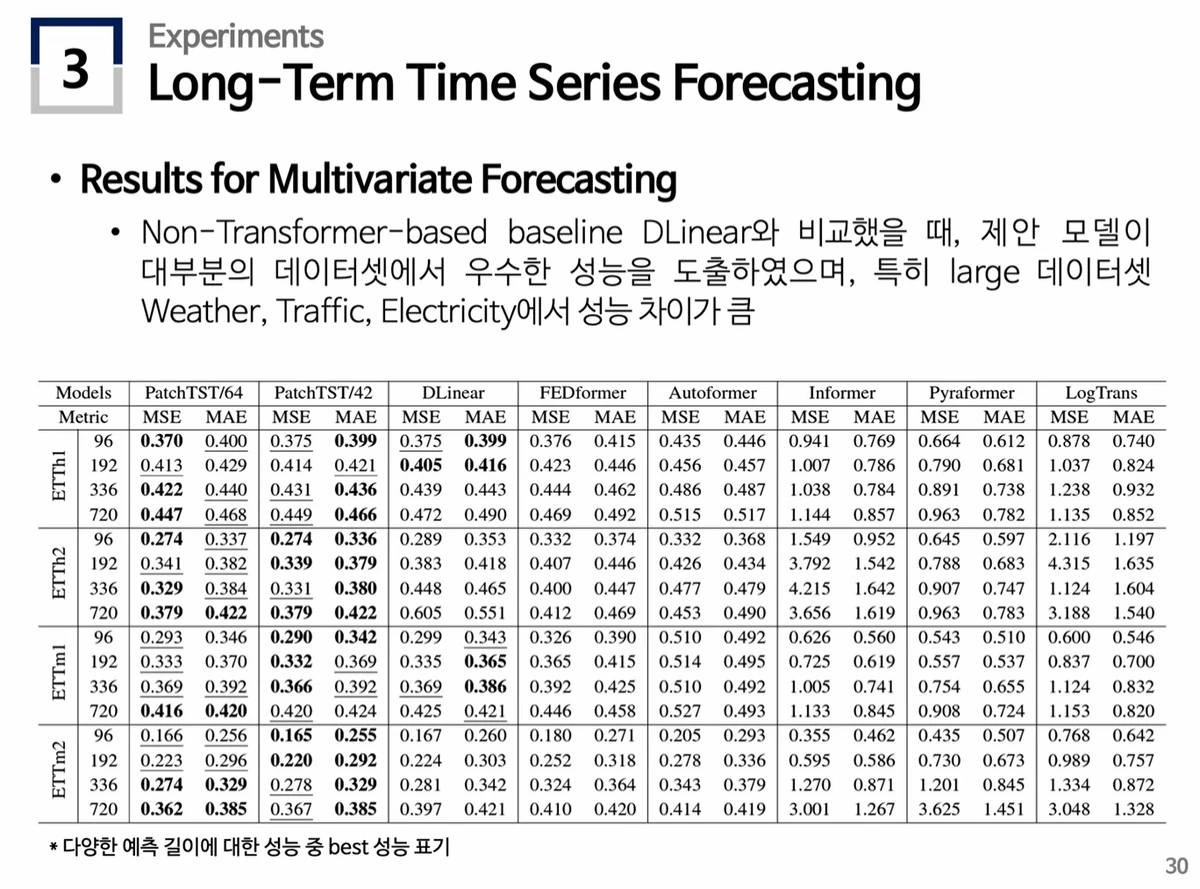 3
Experiments
Long-Term Time Series Forecasting
• Results for Multivariate Forecasting
• Non-Transformer-based baseline DLinear와 비교했을 때, 제안 모델이
대부분의 데이터셋에서 우수한 성능을 도출하였으며, 특히 large 데이터셋
Weather, Traffic, Electricity에서 성능 차이가 큼
Models PatchTST/64 PatchTST/42 DLinear FEDformer Autoformer Informer Pyraformer LogTrans
Metric MSE MAE MSE MAE MSE MAE MSE MAE MSE MAE MSE MAE MSE MAE MSE MAE
ETTh1
96 0.370 0.400 0.375 0.399 0.375 0.399 0.376 0.415 0.435 0.446 0.941 0.769 0.664 0.612 0.878 0.740
192 0.413 0.429 0.414 0.421 0.405 0.416 0.423 0.446 0.456 0.457 1.007 0.786 0.790 0.681 1.037 0.824
336 0.422 0.440 0.431 0.436 0.439 0.443 0.444 0.462 0.486 0.487 1.038 0.784 0.891 0.738 1.238 0.932
720 0.447 0.468 0.449 0.466 0.472 0.490 0.469 0.492 0.515 0.517 1.144 0.857 0.963 0.782 1.135 0.852
ETTh2
96 0.274 0.337 0.274 0.336 0.289 0.353 0.332 0.374 0.332 0.368 1.549 0.952 0.645 0.597 2.116 1.197
192 0.341 0.382 0.339 0.379 0.383 0.418 0.407 0.446 0.426 0.434 3.792 1.542 0.788 0.683 4.315 1.635
336 0.329 0.384 0.331 0.380 0.448 0.465 0.400 0.447 0.477 0.479 4.215 1.642 0.907 0.747 1.124 1.604
720 0.379 0.422 0.379 0.422 0.605 0.551 0.412 0.469 0.453 0.490 3.656 1.619 0.963 0.783 3.188 1.540
ETTm1
96 0.293 0.346 0.290 0.342 0.299 0.343 0.326 0.390 0.510 0.492 0.626 0.560 0.543 0.510 0.600 0.546
192 0.333 0.370 0.332 0.369 0.335 0.365 0.365 0.415 0.514 0.495 0.725 0.619 0.557 0.537 0.837 0.700
336 0.369 0.392 0.366 0.392 0.369 0.386 0.392 0.425 0.510 0.492 1.005 0.741 0.754 0.655 1.124 0.832
720 0.416 0.420 0.420 0.424 0.425 0.421 0.446 0.458 0.527 0.493 1.133 0.845 0.908 0.724 1.153 0.820
ETTm2
96 0.166 0.256 0.165 0.255 0.167 0.260 0.180 0.271 0.205 0.293 0.355 0.462 0.435 0.507 0.768 0.642
192 0.223 0.296 0.220 0.292 0.224 0.303 0.252 0.318 0.278 0.336 0.595 0.586 0.730 0.673 0.989 0.757
336 0.274 0.329 0.278 0.329 0.281 0.342 0.324 0.364 0.343 0.379 1.270 0.871 1.201 0.845 1.334 0.872
720 0.362 0.385 0.367 0.385 0.397 0.421 0.410 0.420 0.414 0.419 3.001 1.267 3.625 1.451 3.048 1.328
* 다양한 예측 길이에 대한 성능 중 best 성능 표기
30